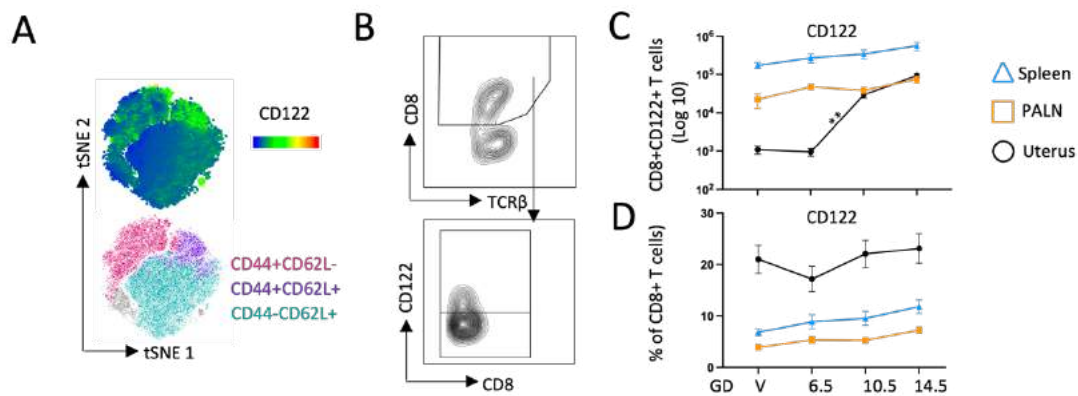 A
CD122
tSNE 2
CD44+CD62L-
CD44+CD62L+
CD44-CD62L+
tSNE 1
B
CD8
TCRβ
CD122
CD8
C
CD122
CD8+CD122+ T cells
(Log 10)
10⁶
10⁵
10⁴
10³
10²
**
Spleen
PALN
Uterus
D
CD122
% of CD8+ T cells)
30
20
10
0
GD V 6.5 10.5 14.5